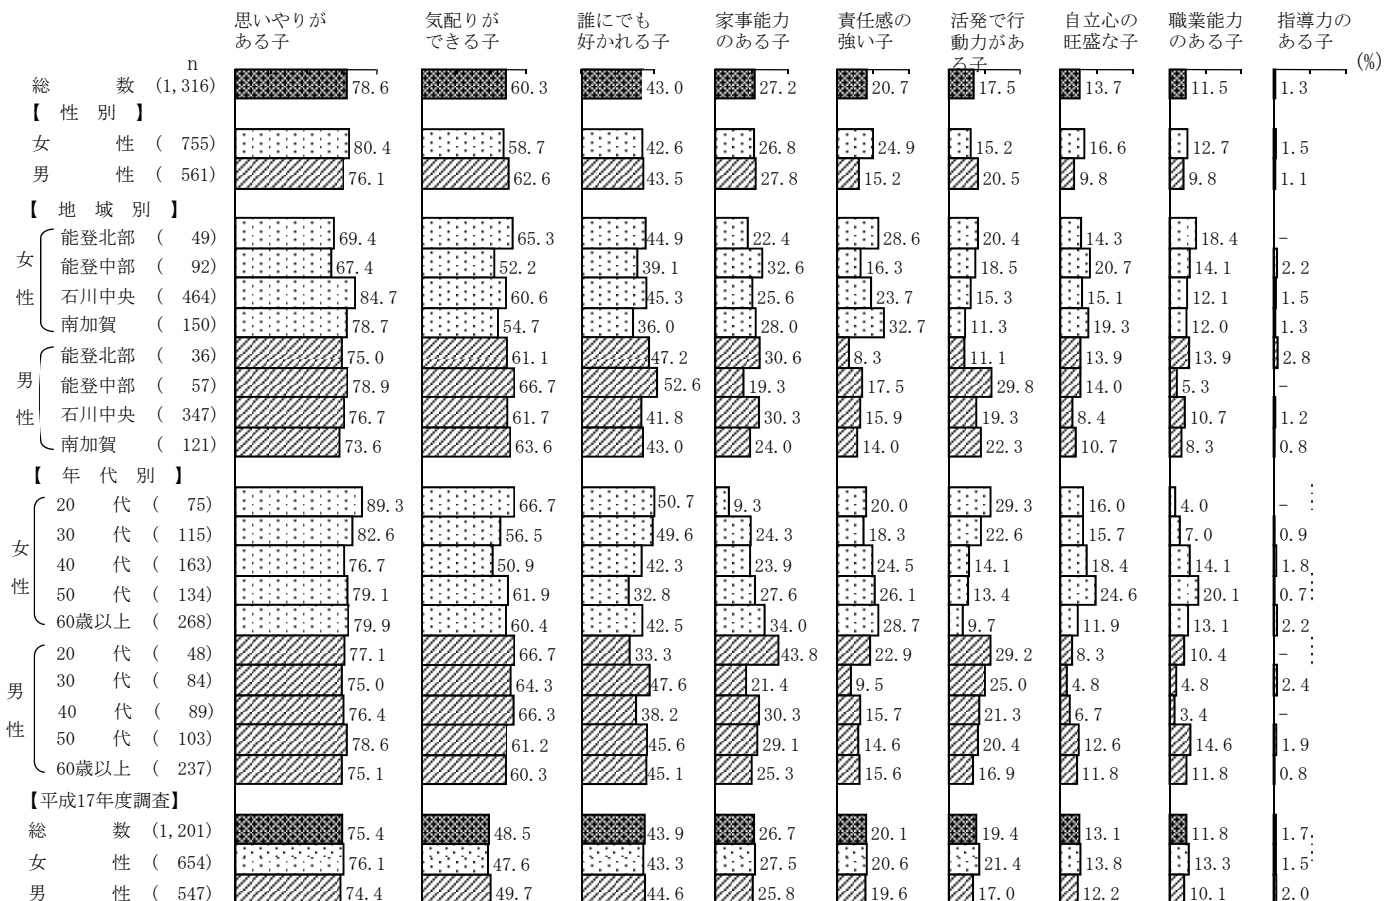 思いやりが 気配りが 誰にでも 家事能力 責任感の 活発で行 自立心の 職業能力 指導力の
ある子 できる子 好かれる子 のある子 強い子 動力があ 旺盛な子 のある子 ある子
る子
n (%)
総 数 (1,316) 78.6 60.3 43.0 27.2 20.7 17.5 13.7 11.5 1.3
【 性 別 】
女 性 ( 755) 80.4 58.7 42.6 26.8 24.9 15.2 16.6 12.7 1.5
男 性 ( 561) 76.1 62.6 43.5 27.8 15.2 20.5 9.8 9.8 1.1
【 地 域 別 】
女性
能登北部 ( 49) 69.4 65.3 44.9 22.4 28.6 20.4 14.3 18.4 -
能登中部 ( 92) 67.4 52.2 39.1 32.6 16.3 18.5 20.7 14.1 2.2
石川中央 ( 464) 84.7 60.6 45.3 25.6 23.7 15.3 15.1 12.1 1.5
南加賀 ( 150) 78.7 54.7 36.0 28.0 32.7 11.3 19.3 12.0 1.3
男性
能登北部 ( 36) 75.0 61.1 47.2 30.6 8.3 11.1 13.9 13.9 2.8
能登中部 ( 57) 78.9 66.7 52.6 19.3 17.5 29.8 14.0 5.3 -
石川中央 ( 347) 76.7 61.7 41.8 30.3 15.9 19.3 8.4 10.7 1.2
南加賀 ( 121) 73.6 63.6 43.0 24.0 14.0 22.3 10.7 8.3 0.8
【 年 代 別 】
女性
20 代 ( 75) 89.3 66.7 50.7 9.3 20.0 29.3 16.0 4.0 -
30 代 ( 115) 82.6 56.5 49.6 24.3 18.3 22.6 15.7 7.0 0.9
40 代 ( 163) 76.7 50.9 42.3 23.9 24.5 14.1 18.4 14.1 1.8
50 代 ( 134) 79.1 61.9 32.8 27.6 26.1 13.4 24.6 20.1 0.7
60歳以上 ( 268) 79.9 60.4 42.5 34.0 28.7 9.7 11.9 13.1 2.2
男性
20 代 ( 48) 77.1 66.7 33.3 43.8 22.9 29.2 8.3 10.4 -
30 代 ( 84) 75.0 64.3 47.6 21.4 9.5 25.0 4.8 4.8 2.4
40 代 ( 89) 76.4 66.3 38.2 30.3 15.7 21.3 6.7 3.4 -
50 代 ( 103) 78.6 61.2 45.6 29.1 14.6 20.4 12.6 14.6 1.9
60歳以上 ( 237) 75.1 60.3 45.1 25.3 15.6 16.9 11.8 11.8 0.8
【平成17年度調査】
総 数 (1,201) 75.4 48.5 43.9 26.7 20.1 19.4 13.1 11.8 1.7
女 性 ( 654) 76.1 47.6 43.3 27.5 20.6 21.4 13.8 13.3 1.5
男 性 ( 547) 74.4 49.7 44.6 25.8 19.6 17.0 12.2 10.1 2.0